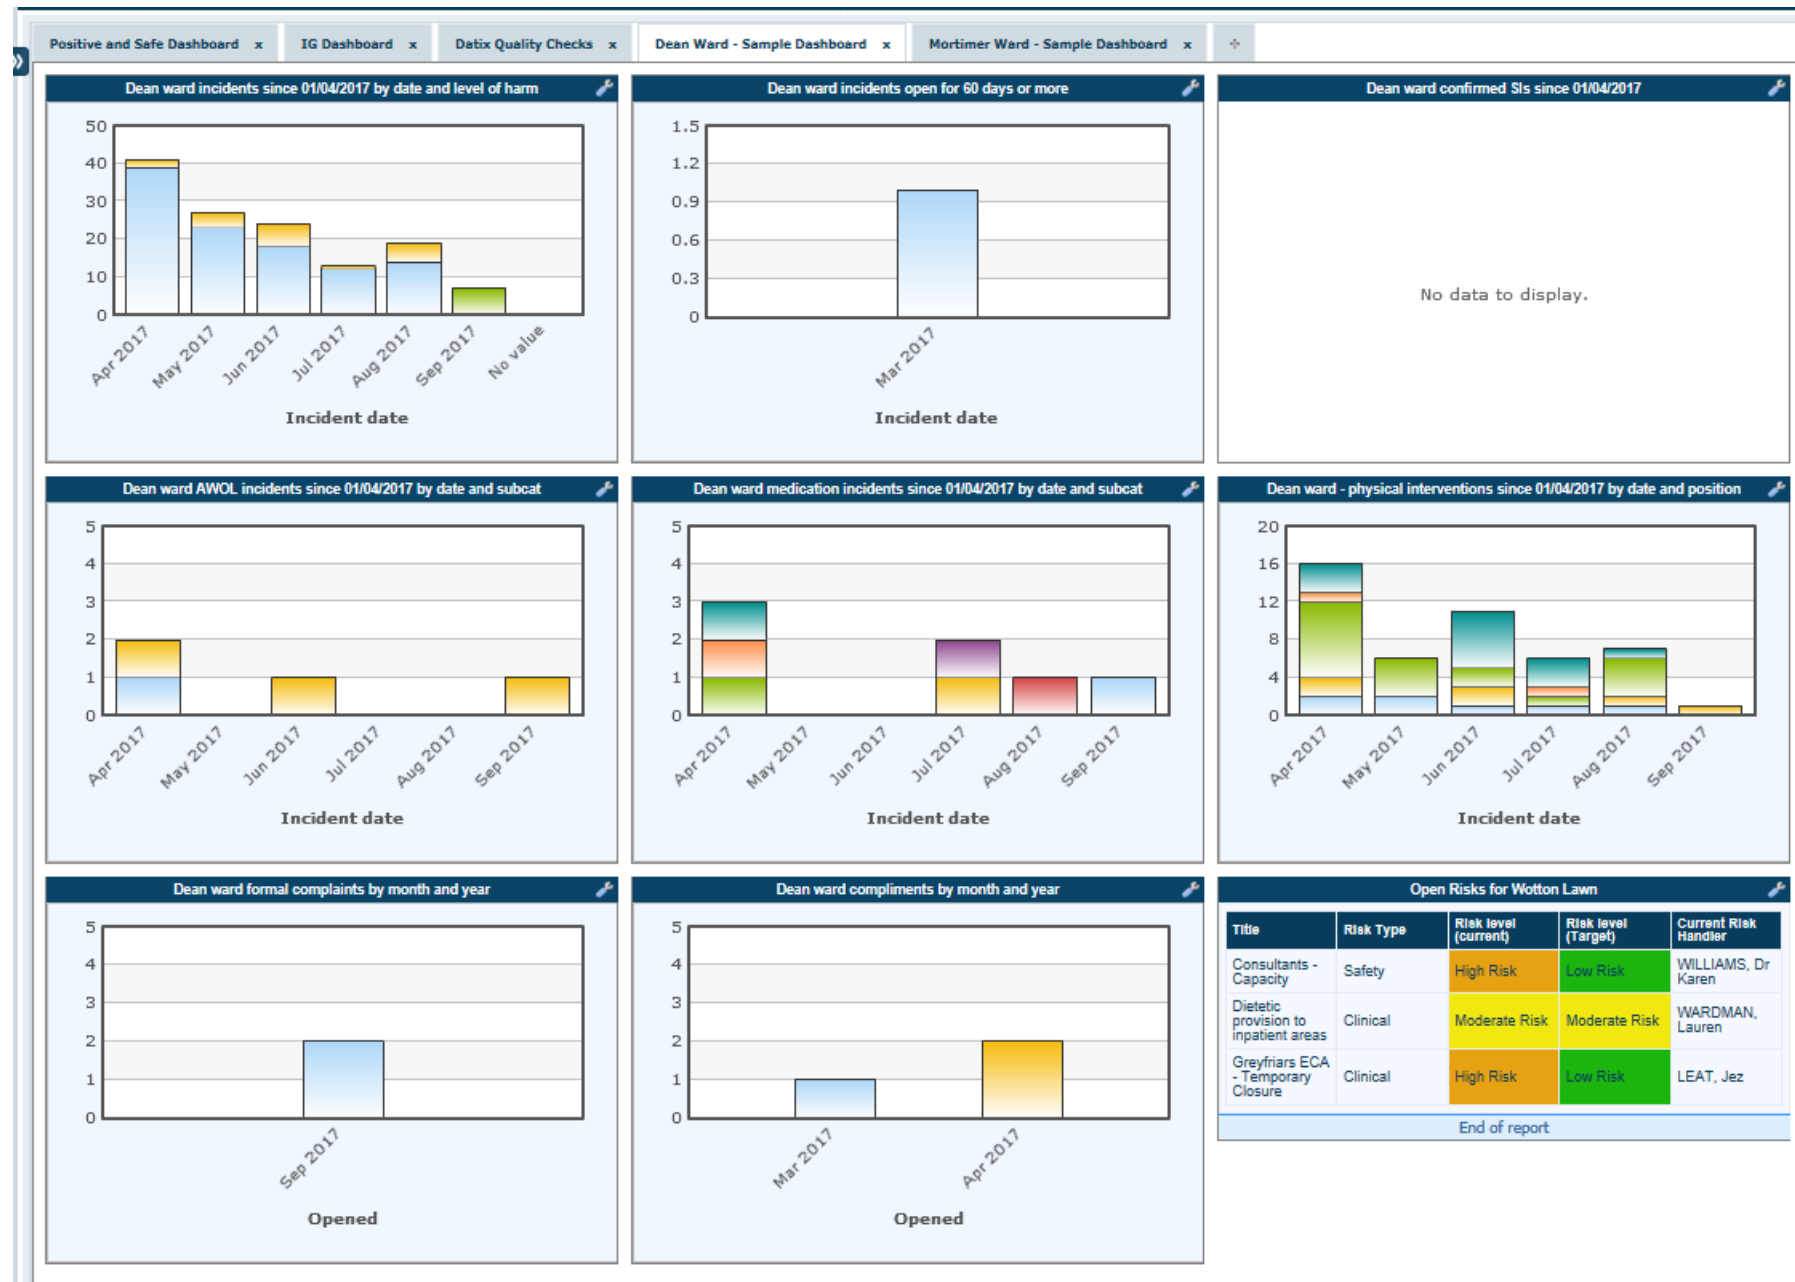 Positive and Safe Dashboard x IG Dashboard x Datix Quality Checks x Dean Ward - Sample Dashboard x Mortimer Ward - Sample Dashboard x +
»
Dean ward incidents since 01/04/2017 by date and level of harm
50
40
30
20
10
0
Apr 2017 May 2017 Jun 2017 Jul 2017 Aug 2017 Sep 2017 No value
Incident date
Dean ward incidents open for 60 days or more
1.5
1.2
0.9
0.6
0.3
0
Mar 2017
Incident date
Dean ward confirmed SIs since 01/04/2017
No data to display.
Dean ward AWOL incidents since 01/04/2017 by date and subcat
5
4
3
2
1
0
Apr 2017 May 2017 Jun 2017 Jul 2017 Aug 2017 Sep 2017
Incident date
Dean ward medication incidents since 01/04/2017 by date and subcat
5
4
3
2
1
0
Apr 2017 May 2017 Jun 2017 Jul 2017 Aug 2017 Sep 2017
Incident date
Dean ward - physical interventions since 01/04/2017 by date and position
20
16
12
8
4
0
Apr 2017 May 2017 Jun 2017 Jul 2017 Aug 2017 Sep 2017
Incident date
Dean ward formal complaints by month and year
5
4
3
2
1
0
Sep 2017
Opened
Dean ward compliments by month and year
5
4
3
2
1
0
Mar 2017 Apr 2017
Opened
Open Risks for Wotton Lawn
Title
Risk Type
Risk level
(current)
Risk level
(Target)
Current Risk
Handler
Consultants -
Capacity
Safety
High Risk
Low Risk
WILLIAMS, Dr
Karen
Dietetic
provision to
inpatient areas
Clinical
Moderate Risk
Moderate Risk
WARDMAN,
Lauren
Greyfriars ECA
- Temporary
Closure
Clinical
High Risk
Low Risk
LEAT, Jez
End of report